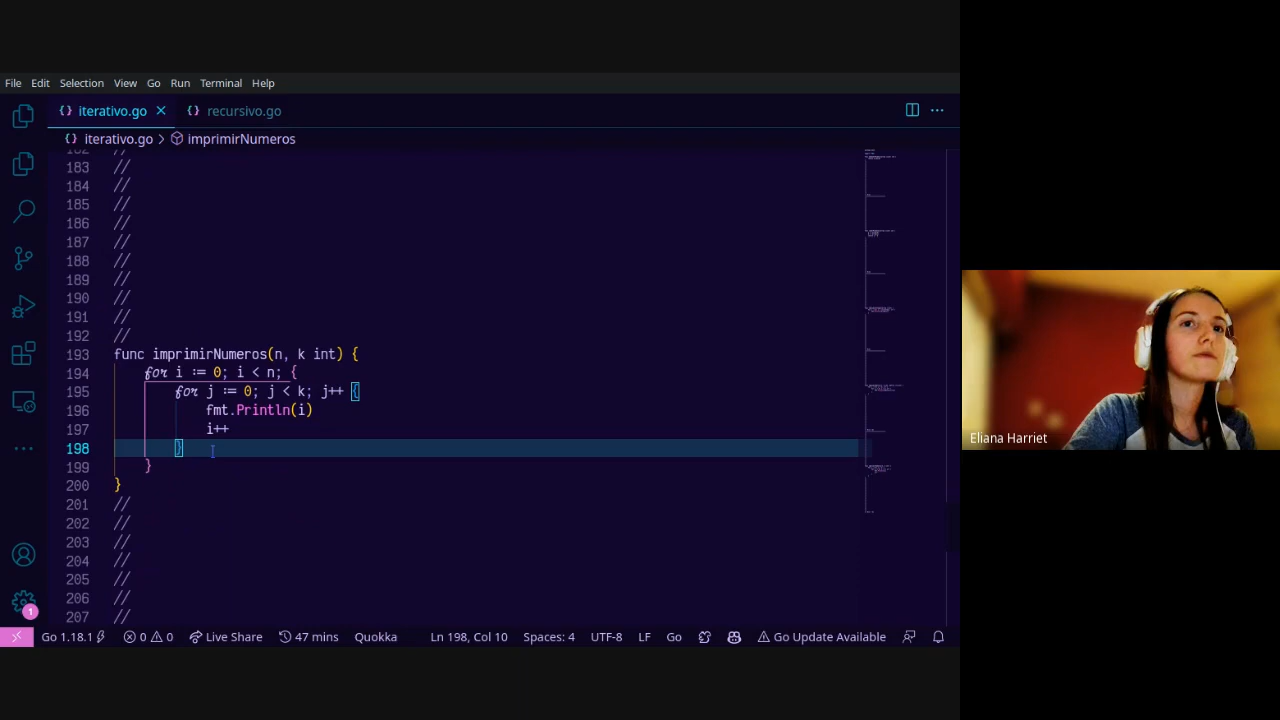 File Edit Selection View Go Run Terminal Help
iterativo.go recursivo.go
iterativo.go > imprimirNumeros
182 //
183 //
184 //
185 //
186 //
187 //
188 //
189 //
190 //
191 //
192 //
193 func imprimirNumeros(n, k int) {
194 for i := 0; i < n; {
195 for j := 0; j < k; j++ {
196 fmt.Println(i)
197 i++
198 }
199 }
200 }
201 //
202 //
203 //
204 //
205 //
206 //
207 //
Eliana Harriet
1
Go 1.18.1 0 0 Live Share 47 mins Quokka Ln 198, Col 10 Spaces: 4 UTF-8 LF Go Go Update Available